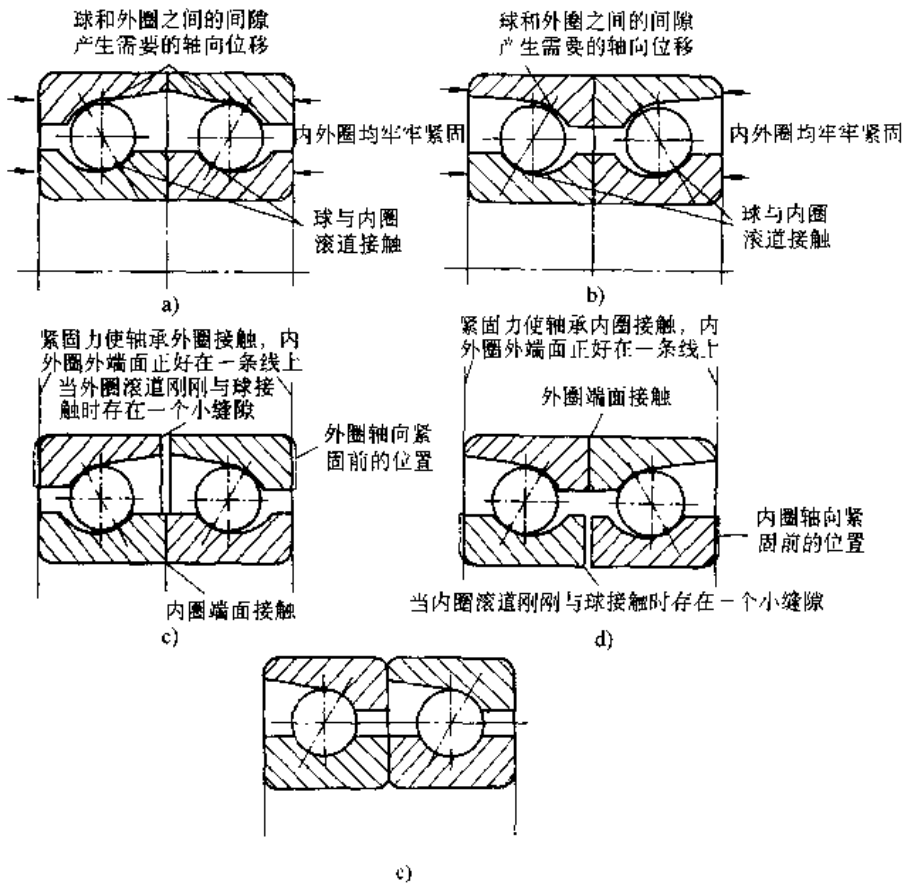 球和外圈之间的间隙
产生需要的轴向位移
内外圈均牢牢紧固
球与内圈
滚道接触
a)
球和外圈之间的间隙
产生需要的轴向位移
内外圈均牢牢紧固
球与内圈
滚道接触
b)
紧固力使轴承外圈接触，内
外圈外端面正好在一条线上
当外圈滚道刚刚与球接
触时存在一个小缝隙
外圈轴向紧
固前的位置
内圈端面接触
c)
紧固力使轴承内圈接触，内
外圈外端面正好在一条线上
外圈端面接触
内圈轴向紧
固前的位置
当内圈滚道刚刚与球接触时存在一个小缝隙
d)
e)